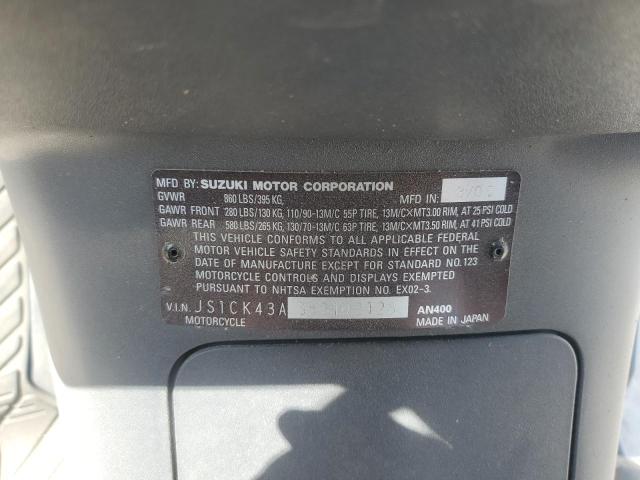 MFD BY: SUZUKI MOTOR CORPORATION MFD IN:
GVWR 860 LBS/395 KG,
GAWR FRONT 280 LBS/130 KG, 110/90-13M/C 55P TIRE, 13M/C×MT3.00 RIM, AT 25 PSI COLD
GAWR REAR 580 LBS/265 KG, 130/70-13M/C 63P TIRE, 13M/C×MT3.50 RIM, AT 41 PSI COLD
THIS VEHICLE CONFORMS TO ALL APPLICABLE FEDERAL
MOTOR VEHICLE SAFETY STANDARDS IN EFFECT ON THE
DATE OF MANUFACTURE EXCEPT FOR STANDARD NO. 123
MOTORCYCLE CONTROLS AND DISPLAYS EXEMPTED
PURSUANT TO NHTSA EXEMPTION NO. EX02-3.
V.I.N. JS1CK43A AN400
MOTORCYCLE MADE IN JAPAN